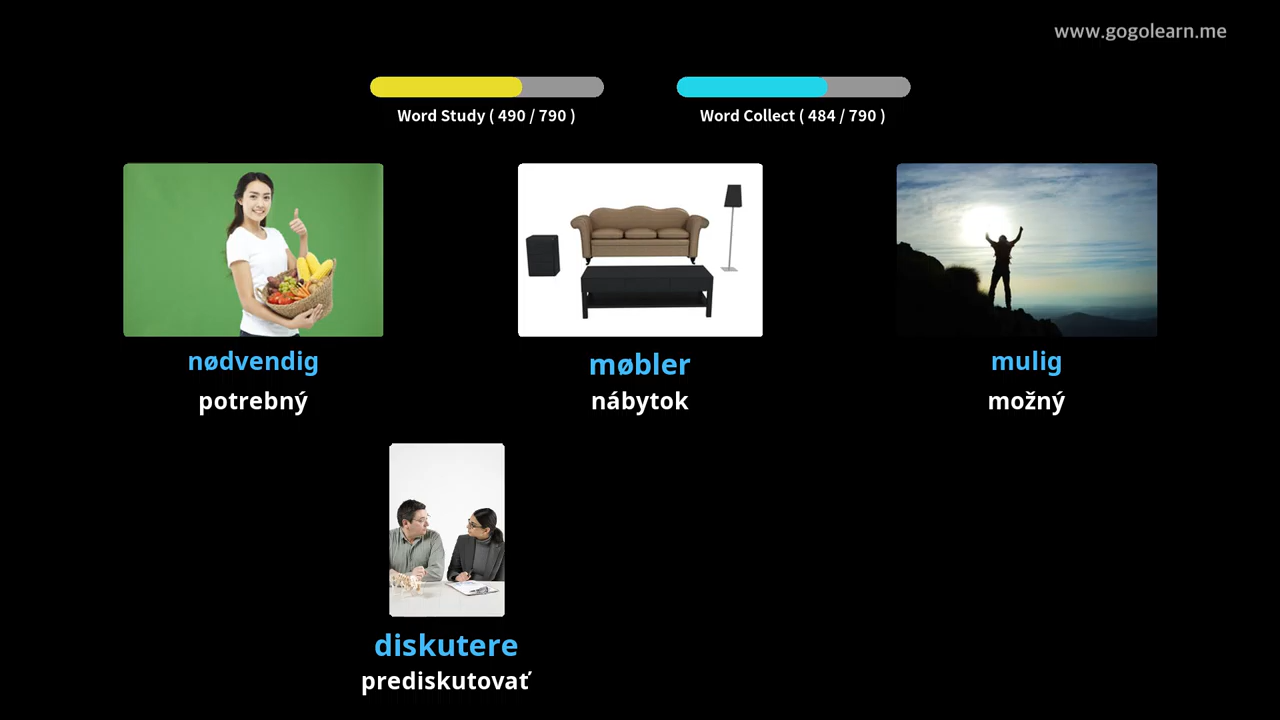 www.gogolearn.me
Word Study ( 490 / 790 )
Word Collect ( 484 / 790 )
nødvendig
potrebný
møbler
nábytok
mulig
možný
diskutere
prediskutovať